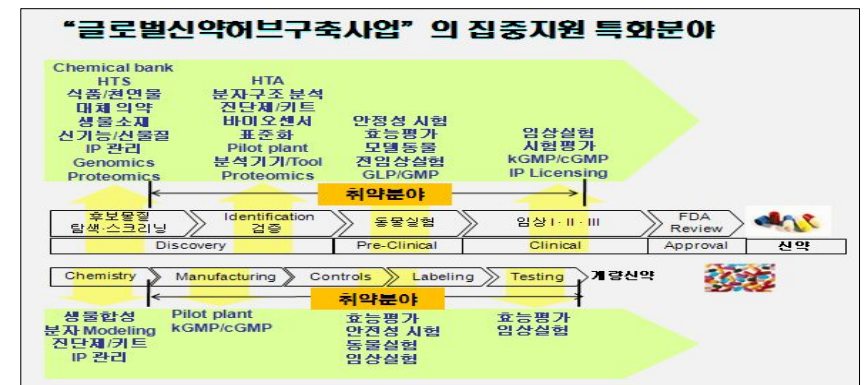 “글로벌신약허브구축사업” 의 집중지원 특화분야
Chemical bank
HTS
식품/천연물
대체 의약
생물소재
신기능/신물질
IP 관리
Genomics
Proteomics
HTA
분자구조 분석
진단제/키트
바이오센서
표준화
Pilot plant
분석기기/Tool
Proteomics
안정성 시험
효능평가
모델동물
전임상실험
GLP/GMP
임상실험
시험평가
kGMP/cGMP
IP Licensing
취약분야
후보물질
탐색·스크리닝
Identification
검증
동물실험
임상 I · II · III
FDA
Review
Discovery
Pre-Clinical
Clinical
Approval
신약
Chemistry
Manufacturing
Controls
Labeling
Testing
개량신약
취약분야
생물합성
분자 Modeling
진단제/키트
IP 관리
Pilot plant
kGMP/cGMP
효능평가
안전성 시험
동물실험
임상실험
효능평가
임상실험